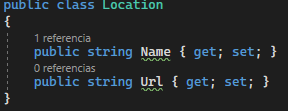 public class Location
{
1 referencia
public string Name { get; set; }
0 referencias
public string Url { get; set; }
}